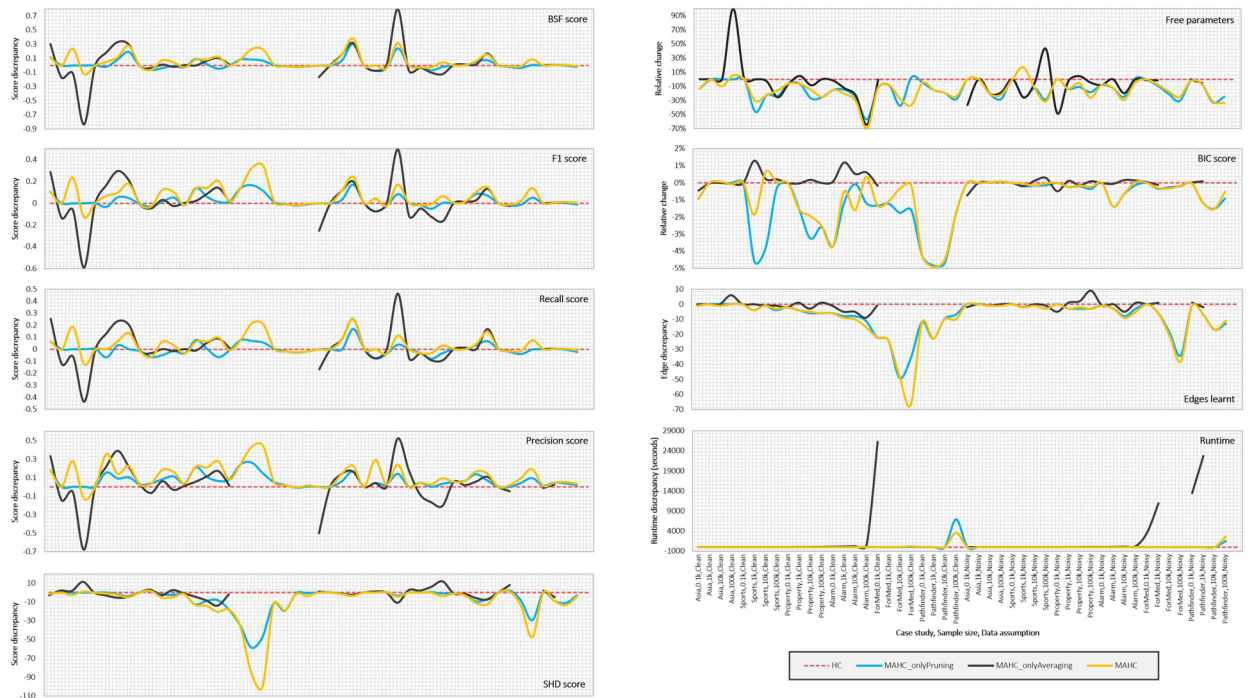 BSF score
Score discrepancy
0.7
0.5
0.3
0.1
-0.1
-0.3
-0.5
-0.7
-0.9
F1 score
Score discrepancy
0.4
0.2
0
-0.2
-0.4
-0.6
Recall score
Score discrepancy
0.5
0.4
0.3
0.2
0.1
0
-0.1
-0.2
-0.3
-0.4
-0.5
Precision score
Score discrepancy
0.5
0.3
0.1
-0.1
-0.3
-0.5
-0.7
SHD score
Score discrepancy
10
-10
-30
-50
-70
-90
-110
Free parameters
Relative change
90%
70%
50%
30%
10%
-10%
-30%
-50%
-70%
BIC score
Relative change
2%
1%
0%
-1%
-2%
-3%
-4%
-5%
Edges learnt
Edge discrepancy
10
0
-10
-20
-30
-40
-50
-60
-70
Runtime
Runtime discrepancy (seconds)
29000
24000
19000
14000
9000
4000
-1000
Asia,0.1k,Clean
Asia,1k,Clean
Asia,10k,Clean
Asia,100k,Clean
Sports,0.1k,Clean
Sports,1k,Clean
Sports,10k,Clean
Sports,100k,Clean
Property,0.1k,Clean
Property,1k,Clean
Property,10k,Clean
Property,100k,Clean
Alarm,0.1k,Clean
Alarm,1k,Clean
Alarm,10k,Clean
Alarm,100k,Clean
ForMed,0.1k,Clean
ForMed,1k,Clean
ForMed,10k,Clean
ForMed,100k,Clean
Pathfinder,0.1k,Clean
Pathfinder,1k,Clean
Pathfinder,10k,Clean
Pathfinder,100k,Clean
Asia,0.1k,Noisy
Asia,1k,Noisy
Asia,10k,Noisy
Asia,100k,Noisy
Sports,0.1k,Noisy
Sports,1k,Noisy
Sports,10k,Noisy
Sports,100k,Noisy
Property,0.1k,Noisy
Property,1k,Noisy
Property,10k,Noisy
Property,100k,Noisy
Alarm,0.1k,Noisy
Alarm,1k,Noisy
Alarm,10k,Noisy
Alarm,100k,Noisy
ForMed,0.1k,Noisy
ForMed,1k,Noisy
ForMed,10k,Noisy
ForMed,100k,Noisy
Pathfinder,0.1k,Noisy
Pathfinder,1k,Noisy
Pathfinder,10k,Noisy
Pathfinder,100k,Noisy
Case study, Sample size, Data assumption
HC MAHC_onlyPruning MAHC_onlyAveraging MAHC